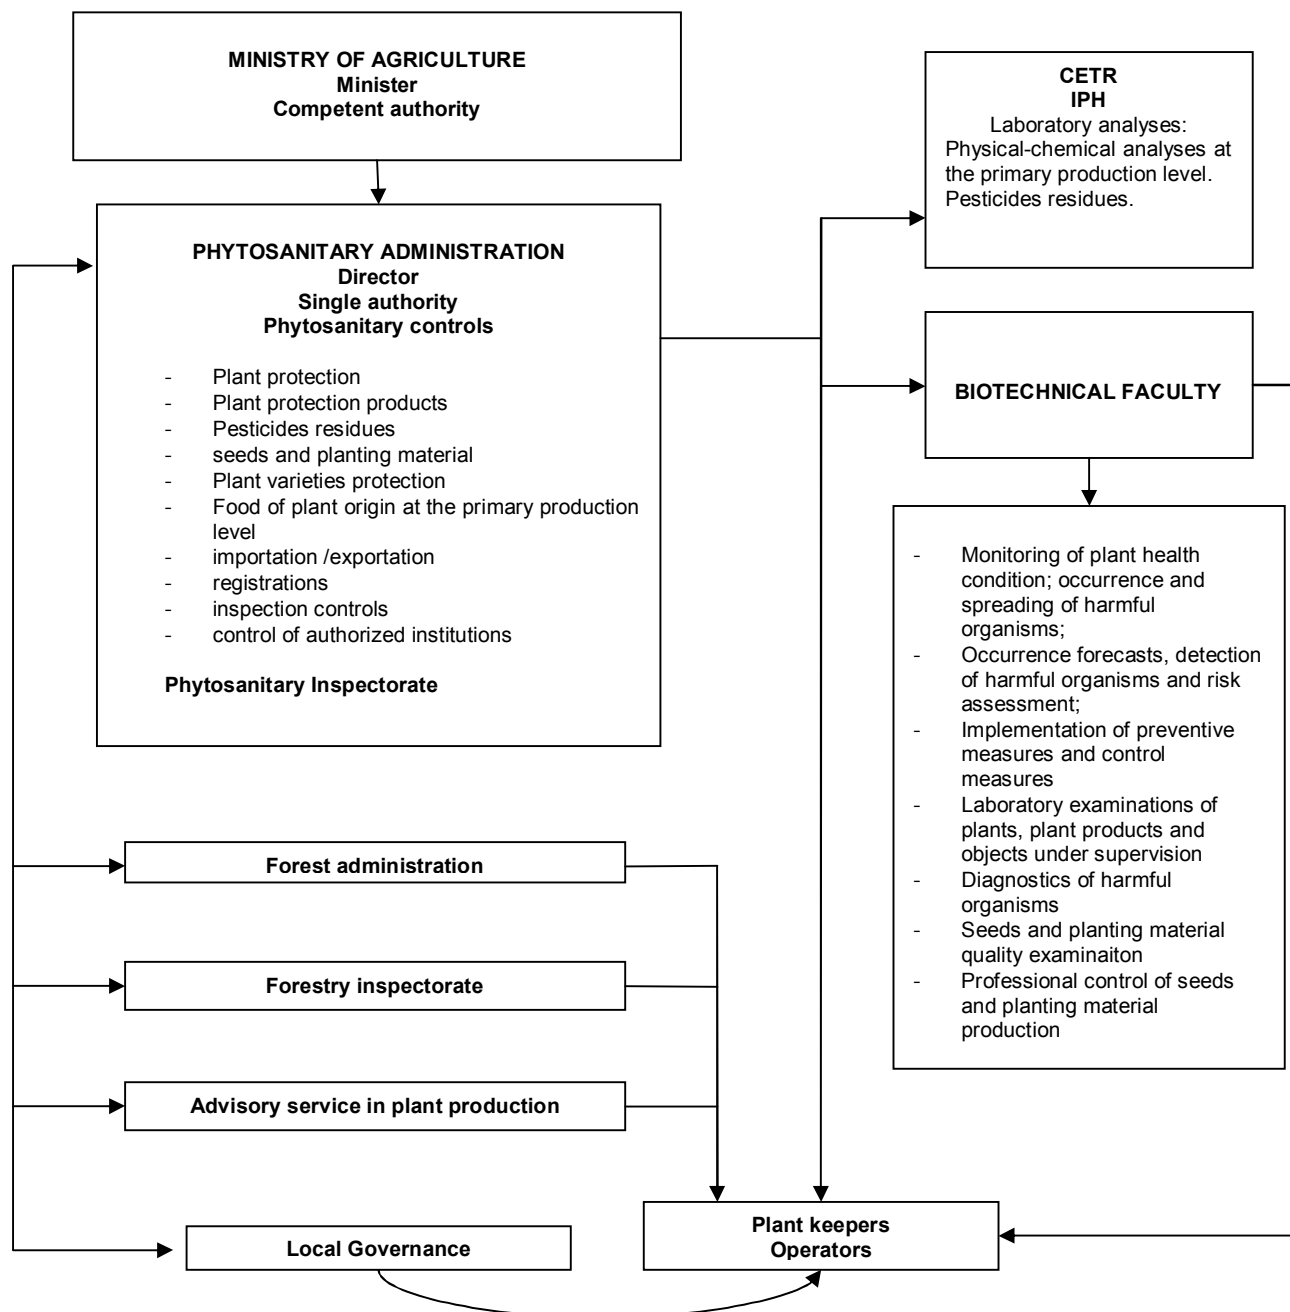 MINISTRY OF AGRICULTURE
Minister
Competent authority
CETR
IPH
Laboratory analyses:
Physical-chemical analyses at
the primary production level.
Pesticides residues.
PHYTOSANITARY ADMINISTRATION
Director
Single authority
Phytosanitary controls
- Plant protection
- Plant protection products
- Pesticides residues
- seeds and planting material
- Plant varieties protection
- Food of plant origin at the primary production
level
- importation /exportation
- registrations
- inspection controls
- control of authorized institutions
Phytosanitary Inspectorate
BIOTECHNICAL FACULTY
- Monitoring of plant health
condition; occurrence and
spreading of harmful
organisms;
- Occurrence forecasts, detection
of harmful organisms and risk
assessment;
- Implementation of preventive
measures and control
measures
- Laboratory examinations of
plants, plant products and
objects under supervision
- Diagnostics of harmful
organisms
- Seeds and planting material
quality examinaiton
- Professional control of seeds
and planting material
production
Forest administration
Forestry inspectorate
Advisory service in plant production
Local Governance
Plant keepers
Operators